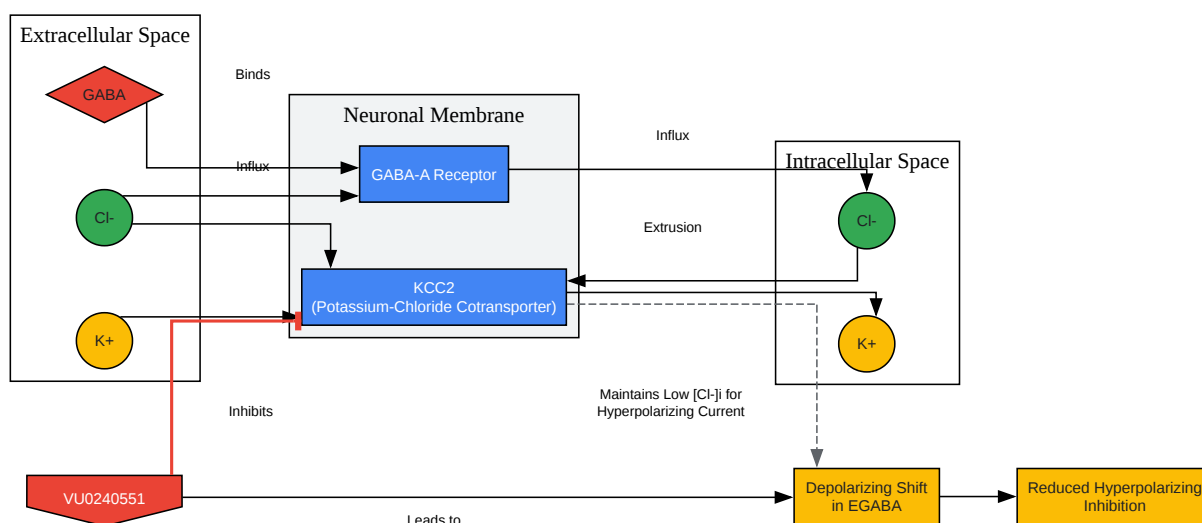 Extracellular Space
GABA
Binds
Neuronal Membrane
Influx
Influx
GABA-A Receptor
Intracellular Space
Cl-
Cl-
Extrusion
KCC2
(Potassium-Chloride Cotransporter)
K+
K+
Maintains Low [Cl-]i for
Hyperpolarizing Current
Inhibits
VU0240551
Depolarizing Shift
in EGABA
Reduced Hyperpolarizing
Inhibition
Leads to